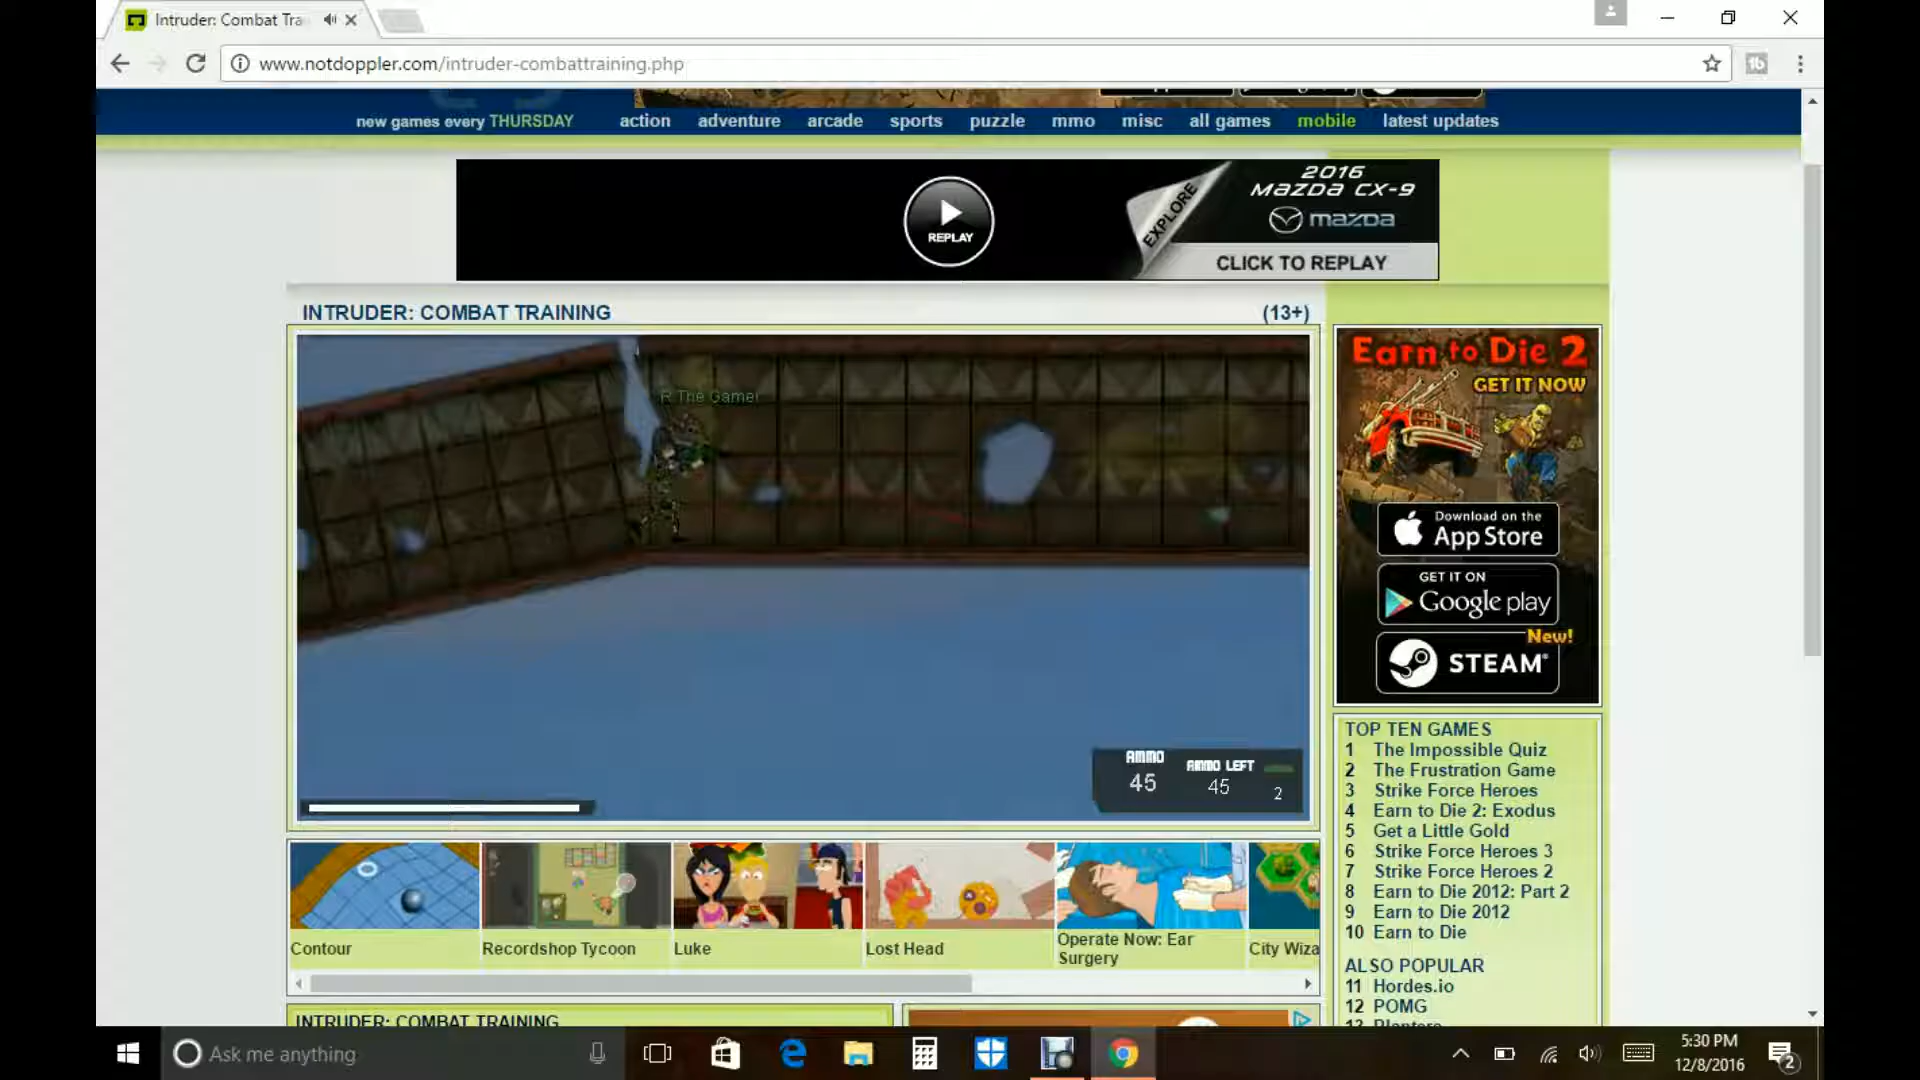 Intruder: Combat Tra
www.notdoppler.com/intruder-combattraining.php
new games every THURSDAY
action
adventure
arcade
sports
puzzle
mmo
misc
all games
mobile
latest updates
REPLAY
EXPLORE
2016
mazda CX-9
mazda
CLICK TO REPLAY
INTRUDER: COMBAT TRAINING
(13+)
R The Gamer
AMMO
45
AMMO LEFT
45
2
Earn to Die 2
GET IT NOW
Download on the
App Store
GET IT ON
Google play
New!
STEAM
TOP TEN GAMES
1 The Impossible Quiz
2 The Frustration Game
3 Strike Force Heroes
4 Earn to Die 2: Exodus
5 Get a Little Gold
6 Strike Force Heroes 3
7 Strike Force Heroes 2
8 Earn to Die 2012: Part 2
9 Earn to Die 2012
10 Earn to Die
ALSO POPULAR
11 Hordes.io
12 POMG
Contour
Recordshop Tycoon
Luke
Lost Head
Operate Now: Ear
Surgery
City Wiza
INTRUDER: COMBAT TRAINING
Ask me anything
5:30 PM
12/8/2016
2